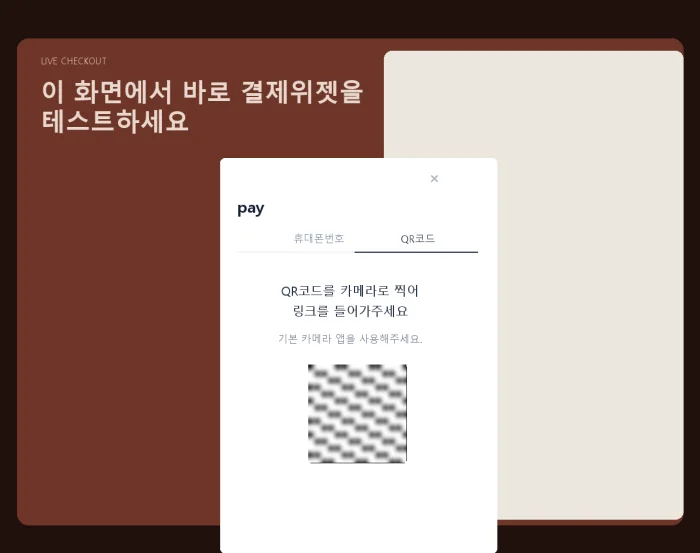 LIVE CHECKOUT
이 화면에서 바로 결제위젯을
테스트하세요
×
pay
휴대폰번호 QR코드
QR코드를 카메라로 찍어
링크를 들어가주세요
기본 카메라 앱을 사용해주세요.